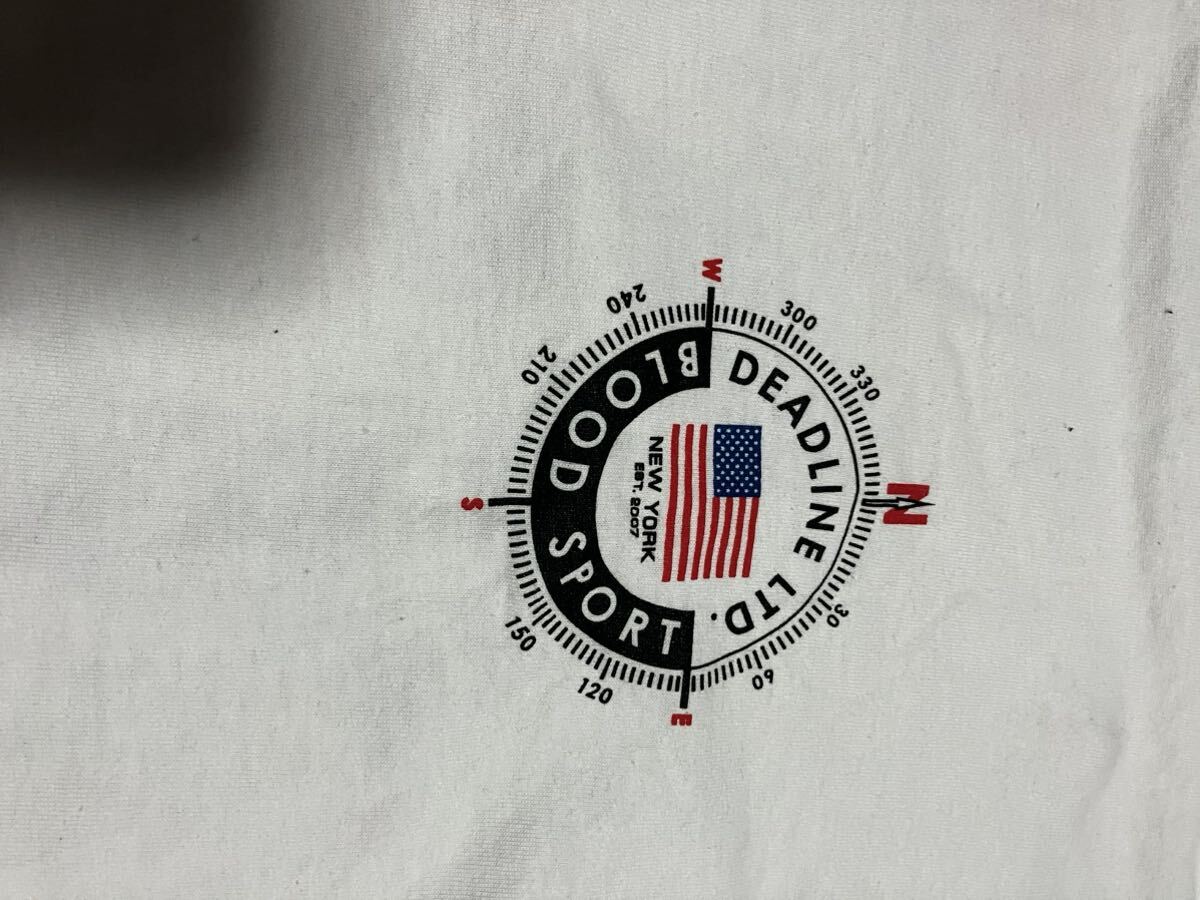 N
330
30
300
60
DEADLINE LTD.
W
E
NEW YORK
EST. 2007
BLOOD SPORT
240
120
210
150
S